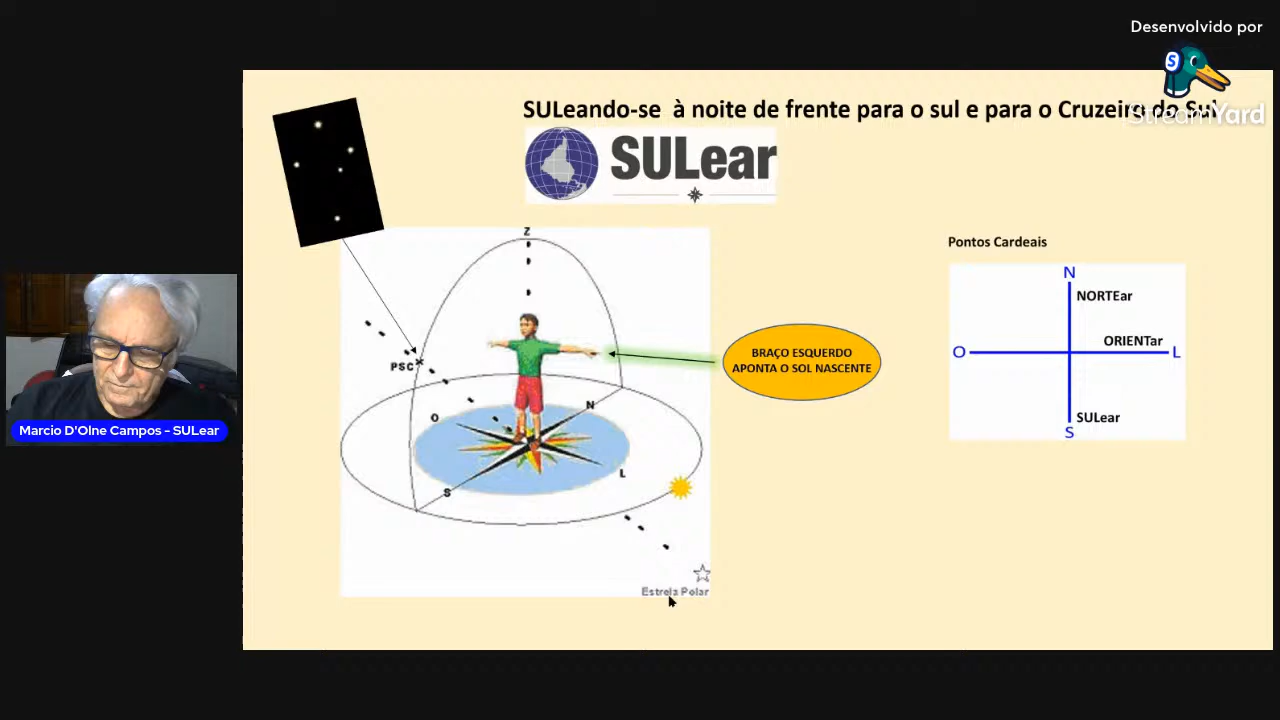 Desenvolvido por
StreamYard
SULeando-se à noite de frente para o sul e para o Cruzeiro do Sul
SULear
Z
Pontos Cardeais
N
NORTEar
ORIENTar
O
L
SULear
S
BRAÇO ESQUERDO
APONTA O SOL NASCENTE
PSC
N
O
L
S
Estrela Polar
Marcio D'Olne Campos - SULear